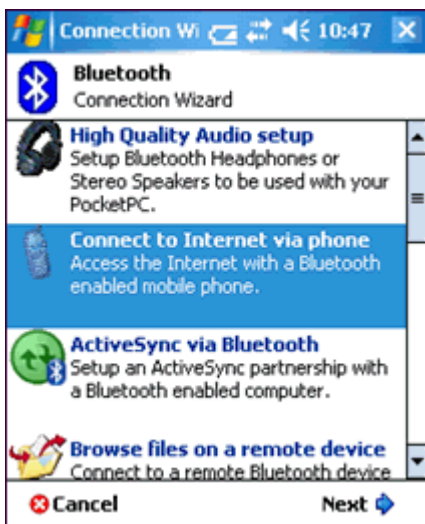 Connection Wi 10:47
Bluetooth
Connection Wizard
High Quality Audio setup
Setup Bluetooth Headphones or
Stereo Speakers to be used with your
PocketPC.
Connect to Internet via phone
Access the Internet with a Bluetooth
enabled mobile phone.
ActiveSync via Bluetooth
Setup an ActiveSync partnership with
a Bluetooth enabled computer.
Browse files on a remote device
Connect to a remote Bluetooth device
Cancel Next